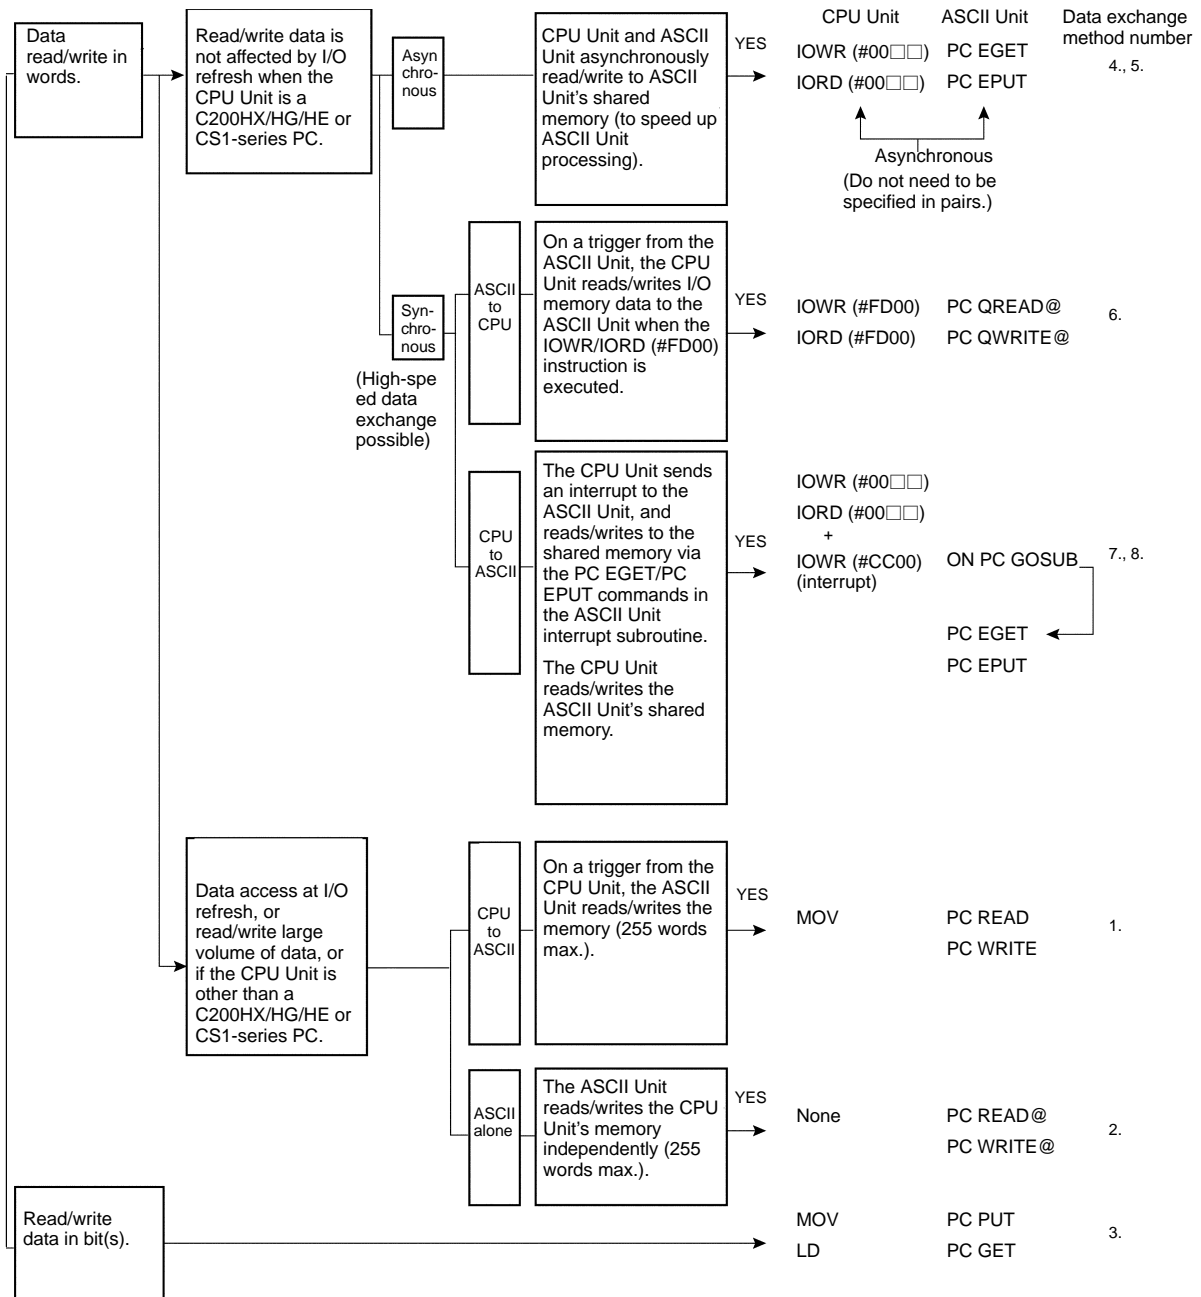 CPU Unit
ASCII Unit
Data exchange
method number
Data
read/write in
words.
Read/write data is
not affected by I/O
refresh when the
CPU Unit is a
C200HX/HG/HE or
CS1-series PC.
Asyn
chro-
nous
CPU Unit and ASCII
Unit asynchronously
read/write to ASCII
Unit's shared
memory (to speed up
ASCII Unit
processing).
YES
IOWR (#00□□)
PC EGET
IORD (#00□□)
PC EPUT
4., 5.
Asynchronous
(Do not need to be
specified in pairs.)
Syn-
chro-
nous
(High-spe
ed data
exchange
possible)
ASCII
to
CPU
On a trigger from the
ASCII Unit, the CPU
Unit reads/writes I/O
memory data to the
ASCII Unit when the
IOWR/IORD (#FD00)
instruction is
executed.
YES
IOWR (#FD00)
PC QREAD@
IORD (#FD00)
PC QWRITE@
6.
CPU
to
ASCII
The CPU Unit sends
an interrupt to the
ASCII Unit, and
reads/writes to the
shared memory via
the PC EGET/PC
EPUT commands in
the ASCII Unit
interrupt subroutine.
The CPU Unit
reads/writes the
ASCII Unit's shared
memory.
YES
IOWR (#00□□)
IORD (#00□□)
+
IOWR (#CC00)
(interrupt)
ON PC GOSUB
PC EGET
PC EPUT
7., 8.
Data access at I/O
refresh, or
read/write large
volume of data, or
if the CPU Unit is
other than a
C200HX/HG/HE or
CS1-series PC.
CPU
to
ASCII
On a trigger from the
CPU Unit, the ASCII
Unit reads/writes the
memory (255 words
max.).
YES
MOV
PC READ
PC WRITE
1.
ASCII
alone
The ASCII Unit
reads/writes the CPU
Unit's memory
independently (255
words max.).
YES
None
PC READ@
PC WRITE@
2.
Read/write
data in bit(s).
MOV
PC PUT
LD
PC GET
3.